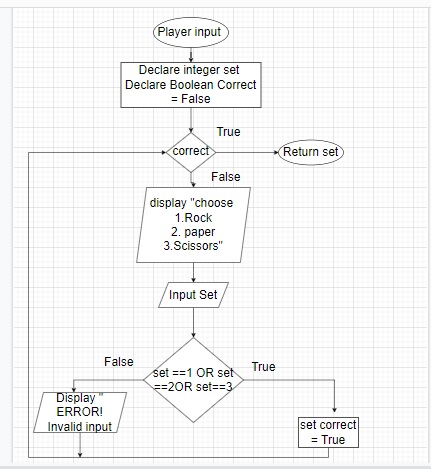 Player input
Declare integer set
Declare Boolean Correct
= False
True
correct
Return set
False
display "choose
1.Rock
2. paper
3.Scissors"
Input Set
False
True
set ==1 OR set
==2OR set==3
Display "
ERROR!
Invalid input
set correct
= True